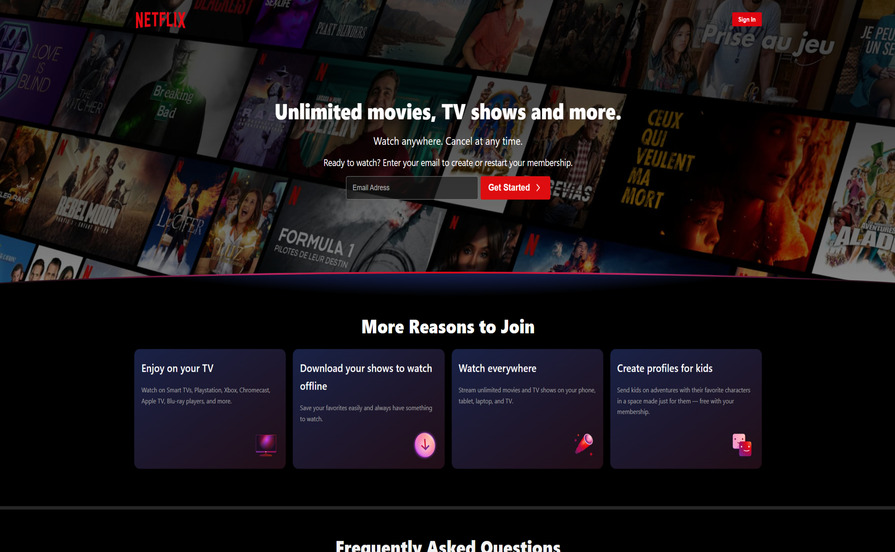 NETFLIX
Sign in
BLACKLIST
PEAKY BLINDERS
Prise au jeu
LOVE
IS
BLIND
THE
WITCHER
Breaking
Bad
CEUX
QUI
VEULENT
MA
MORT
Unlimited movies, TV shows and more.
Watch anywhere. Cancel at any time.
Ready to watch? Enter your email to create or restart your membership.
Email Adress
Get Started
REBEL MOON
LUCIFER
FORMULA 1
PILOTES DE LEUR DESTIN
More Reasons to Join
Enjoy on your TV
Watch on Smart TVs, Playstation, Xbox, Chromecast,
Apple TV, Blu-ray players, and more.
Download your shows to watch
offline
Save your favorites easily and always have something
to watch.
Watch everywhere
Stream unlimited movies and TV shows on your phone,
tablet, laptop, and TV.
Create profiles for kids
Send kids on adventures with their favorite characters
in a space made just for them — free with your
membership.
Frequently Asked Questions